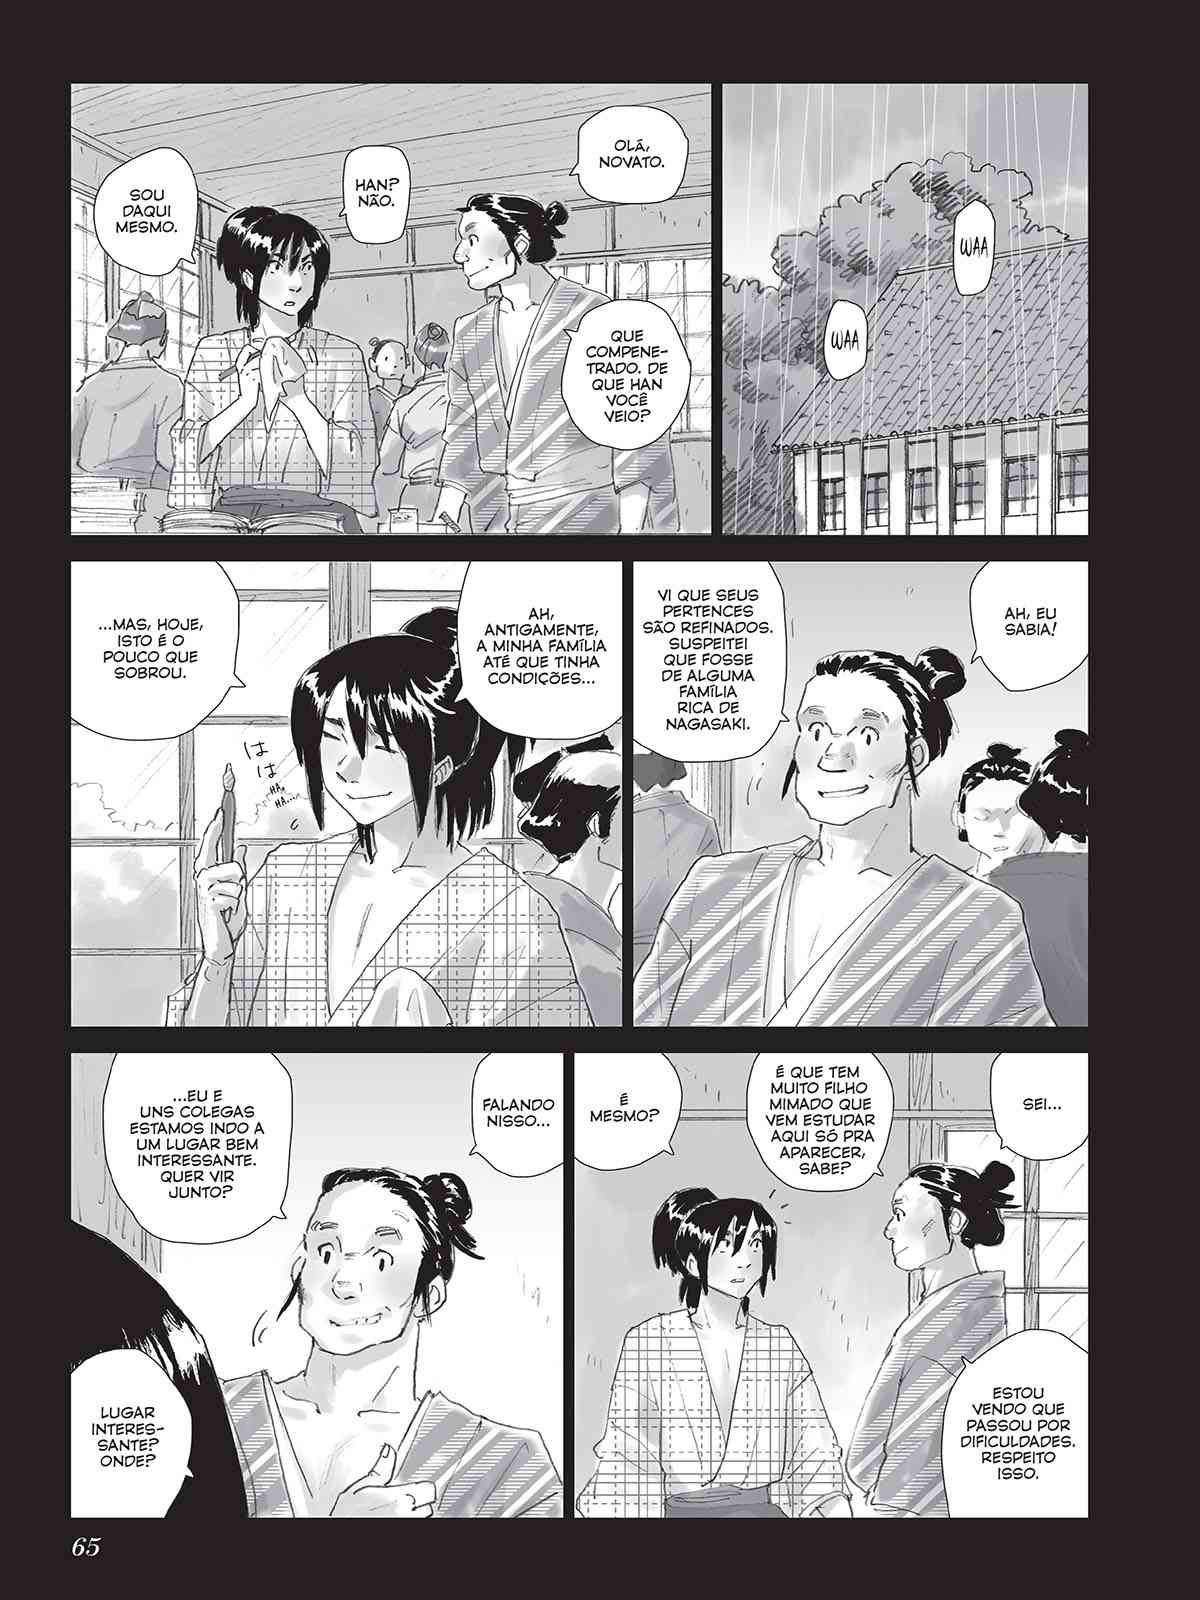 WAA
WAA
OLÁ,
NOVATO.
QUE
COMPENE-
TRADO. DE
QUE HAN
VOCÊ
VEIO?
HAN?
NÃO.
SOU
DAQUI
MESMO.
AH, EU
SABIA!
VI QUE SEUS
PERTENCES
SÃO REFINADOS.
SUSPEITEI
QUE FOSSE
DE ALGUMA
FAMÍLIA
RICA DE
NAGASAKI.
AH,
ANTIGAMENTE,
A MINHA FAMÍLIA
ATÉ QUE TINHA
CONDIÇÕES...
...MAS, HOJE,
ISTO É O
POUCO QUE
SOBROU.
はは
HA
HA...
SEI...
É QUE TEM
MUITO FILHO
MIMADO QUE
VEM ESTUDAR
AQUI SÓ PRA
APARECER,
SABE?
É
MESMO?
ESTOU
VENDO QUE
PASSOU POR
DIFICULDADES.
RESPEITO
ISSO.
FALANDO
NISSO...
...EU E
UNS COLEGAS
ESTAMOS INDO A
UM LUGAR BEM
INTERESSANTE.
QUER VIR
JUNTO?
LUGAR
INTERES-
SANTE?
ONDE?
65